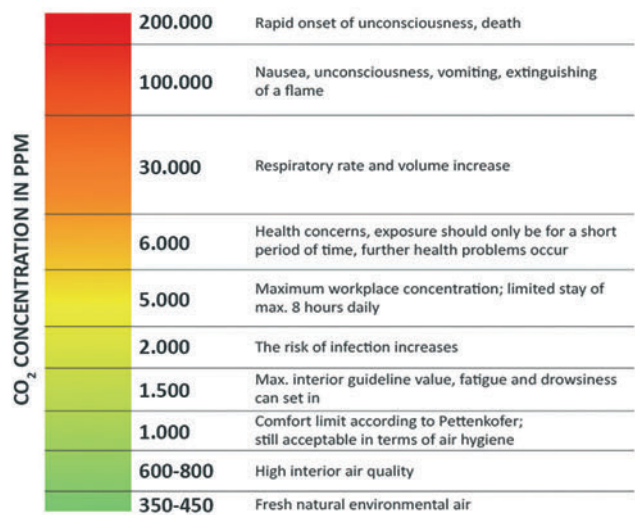 CO₂ CONCENTRATION IN PPM
200.000 Rapid onset of unconsciousness, death
100.000 Nausea, unconsciousness, vomiting, extinguishing
of a flame
30.000 Respiratory rate and volume increase
6.000 Health concerns, exposure should only be for a short
period of time, further health problems occur
5.000 Maximum workplace concentration; limited stay of
max. 8 hours daily
2.000 The risk of infection increases
1.500 Max. interior guideline value, fatigue and drowsiness
can set in
1.000 Comfort limit according to Pettenkofer;
still acceptable in terms of air hygiene
600-800 High interior air quality
350-450 Fresh natural environmental air